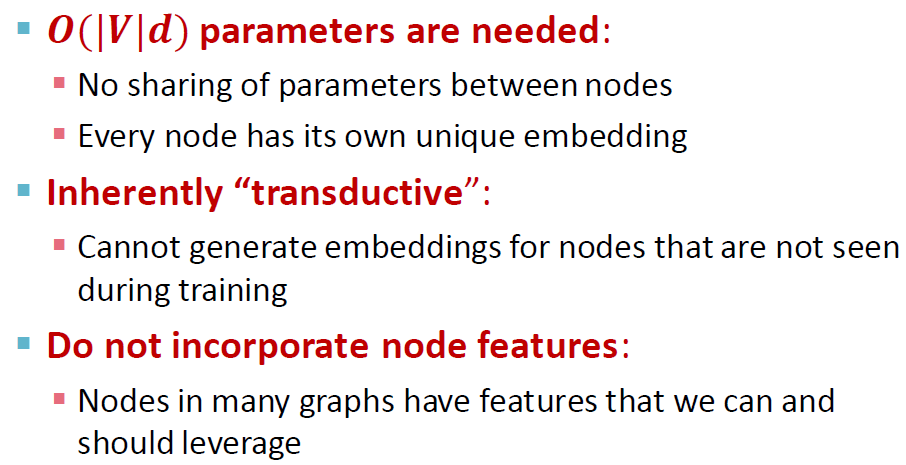 ▪ O(|V|d) parameters are needed:
▪ No sharing of parameters between nodes
▪ Every node has its own unique embedding
▪ Inherently “transductive”:
▪ Cannot generate embeddings for nodes that are not seen
during training
▪ Do not incorporate node features:
▪ Nodes in many graphs have features that we can and
should leverage